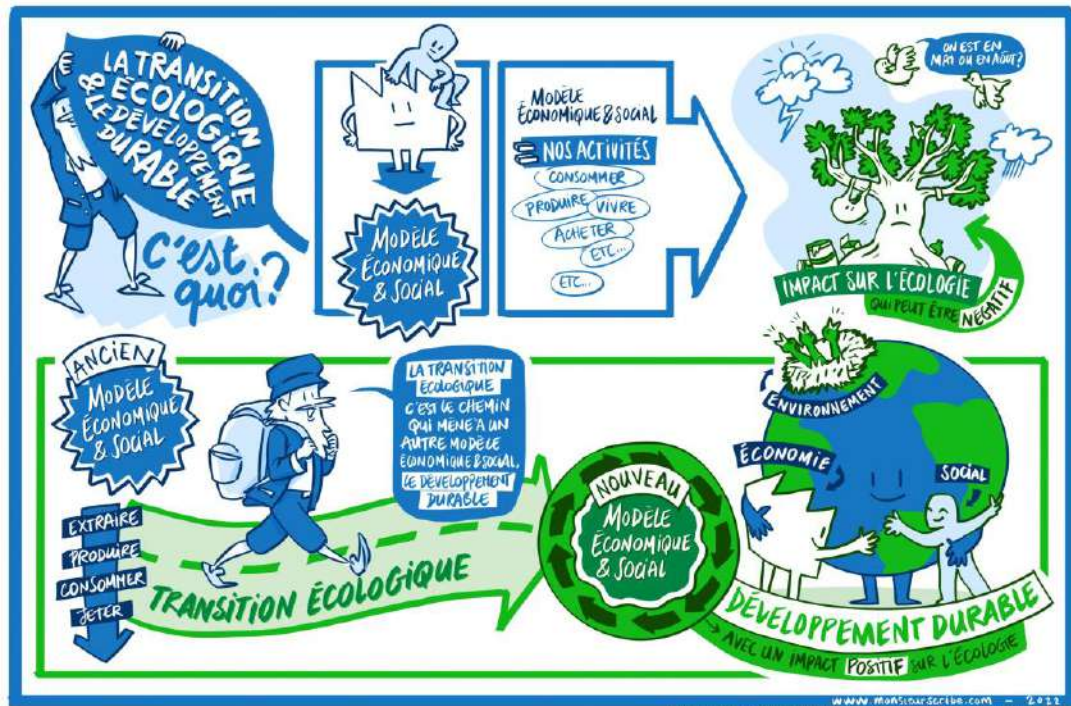 LA TRANSITION
ÉCOLOGIQUE
& LE DÉVELOPPEMENT
DURABLE
C'est
quoi?
MODÈLE
ÉCONOMIQUE
& SOCIAL
MODÈLE
ÉCONOMIQUE & SOCIAL
NOS ACTIVITÉS
CONSOMMER
PRODUIRE VIVRE
ACHETER
ETC...
ETC...
ON EST EN
MAI OU EN AOÛT?
IMPACT SUR L'ÉCOLOGIE
QUI PEUT ÊTRE NÉGATIF
ANCIEN
MODÈLE
ÉCONOMIQUE
& SOCIAL
EXTRAIRE
PRODUIRE
CONSOMMER
JETER
TRANSITION ÉCOLOGIQUE
LA TRANSITION
ÉCOLOGIQUE
C'EST LE CHEMIN
QUI MÈNE À UN
AUTRE MODÈLE
ÉCONOMIQUE & SOCIAL,
LE DÉVELOPPEMENT
DURABLE
NOUVEAU
MODÈLE
ÉCONOMIQUE
& SOCIAL
ENVIRONNEMENT
ÉCONOMIE
SOCIAL
DÉVELOPPEMENT DURABLE
→ AVEC UN IMPACT POSITIF SUR L'ÉCOLOGIE
www.monsieurscribe.com - 2022